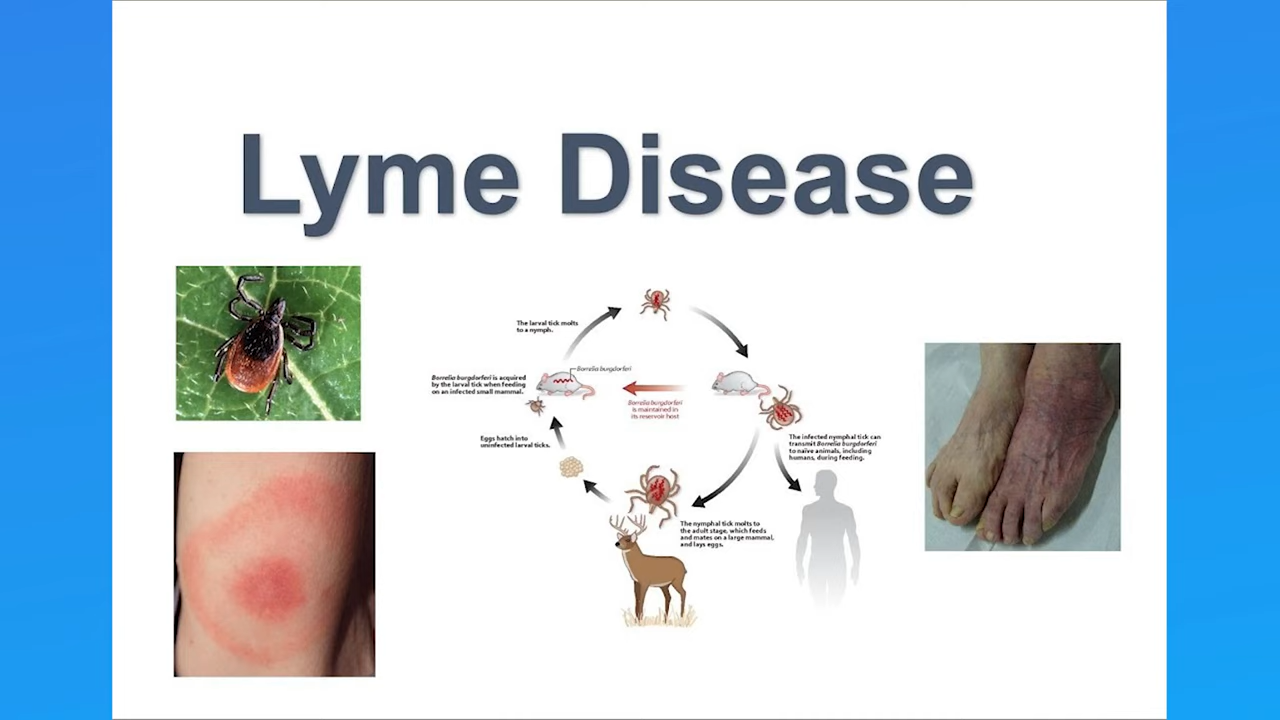 Lyme Disease
The larval tick molts
to a nymph.
Borrelia burgdorferi
Borrelia burgdorferi is acquired
by the larval tick when feeding
on an infected small mammal.
Borrelia burgdorferi
is maintained in
its reservoir host
Eggs hatch into
uninfected larval ticks.
The infected nymphal tick can
transmit Borrelia burgdorferi
to naïve animals, including
humans, during feeding.
The nymphal tick molts to
the adult stage, which feeds
and mates on a large mammal,
and lays eggs.